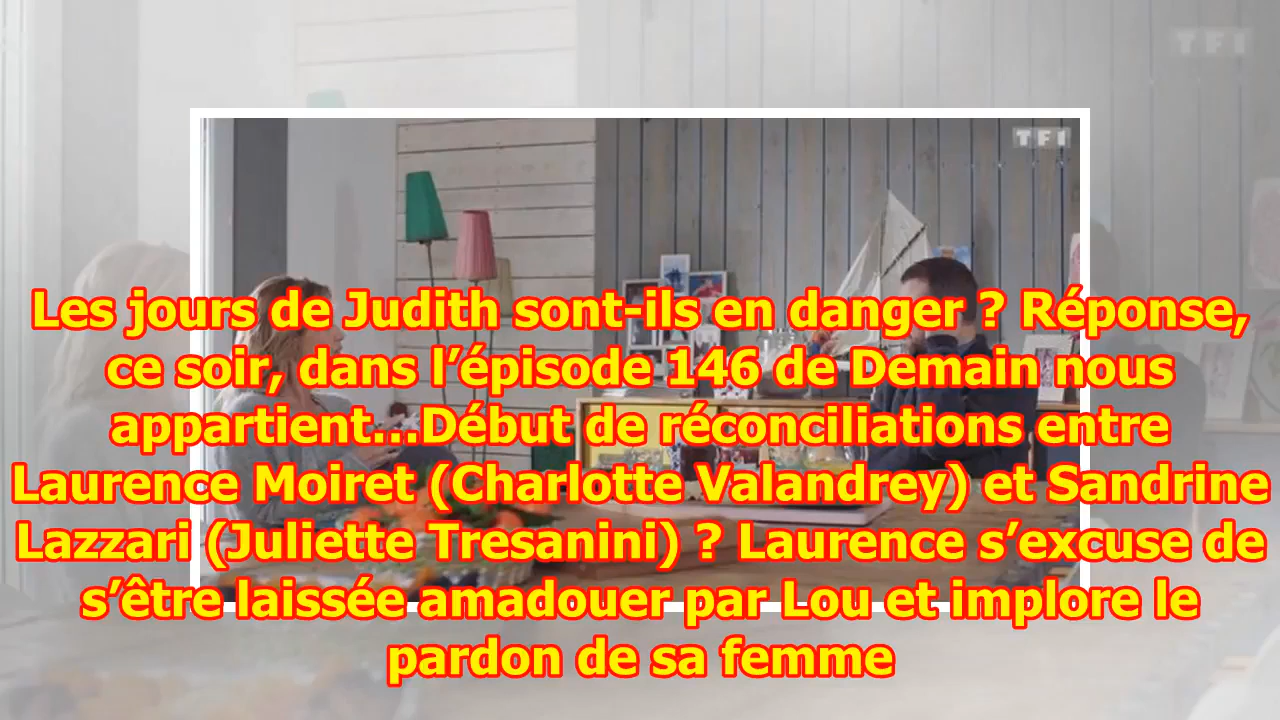 TF1
TF1
Les jours de Judith sont-ils en danger ? Réponse,
ce soir, dans l’épisode 146 de Demain nous
appartient...Début de réconciliations entre
Laurence Moiret (Charlotte Valandrey) et Sandrine
Lazzari (Juliette Tresanini) ? Laurence s’excuse de
s’être laissée amadouer par Lou et implore le
pardon de sa femme